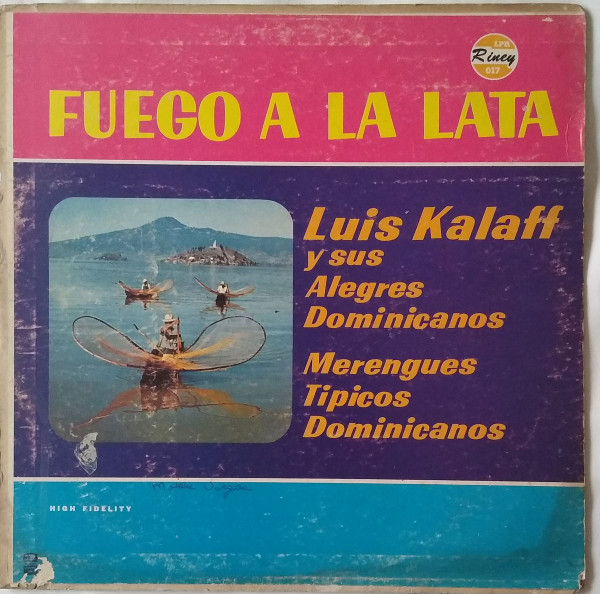 LPR
Riney
017
FUEGO A LA LATA
Luis Kalaff
y sus
Alegres
Dominicanos
Merengues
Tipicos
Dominicanos
HIGH FIDELITY